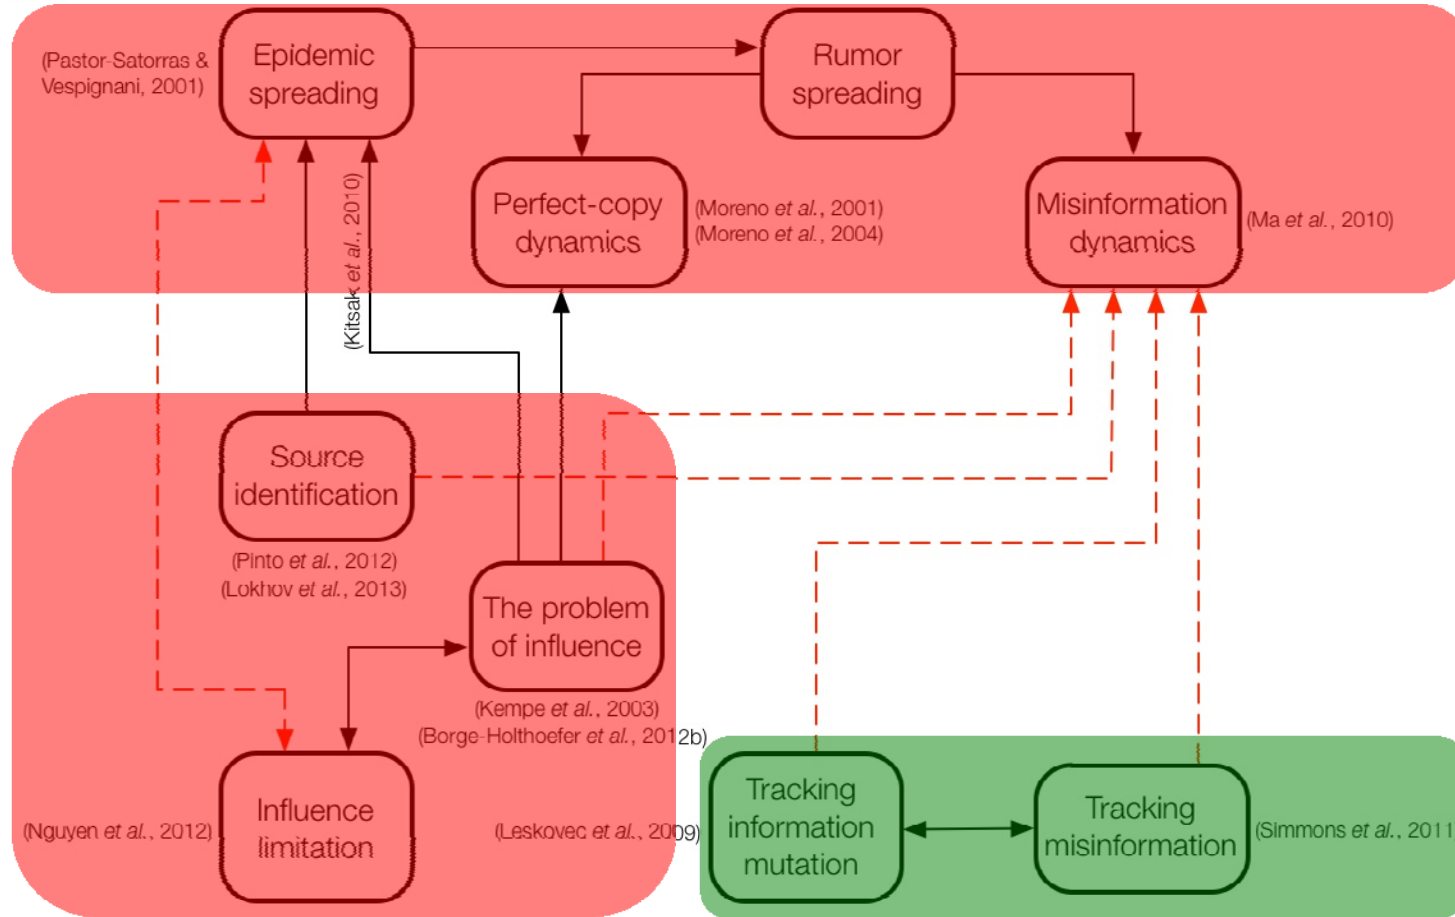 (Pastor-Satorras &
Vespignani, 2001)
Epidemic
spreading
Rumor
spreading
(Kitsak et al., 2010)
Perfect-copy
dynamics
(Moreno et al., 2001)
(Moreno et al., 2004)
Misinformation
dynamics
(Ma et al., 2010)
Source
identification
(Pinto et al., 2012)
(Lokhov et al., 2013)
The problem
of influence
(Kempe et al., 2003)
(Borge-Holthoefer et al., 2012b)
(Nguyen et al., 2012)
Influence
limitation
(Leskovec et al., 2009)
Tracking
information
mutation
Tracking
misinformation
(Simmons et al., 2011